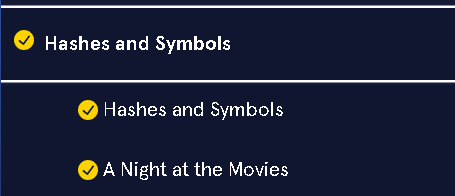 Hashes and Symbols
Hashes and Symbols
A Night at the Movies